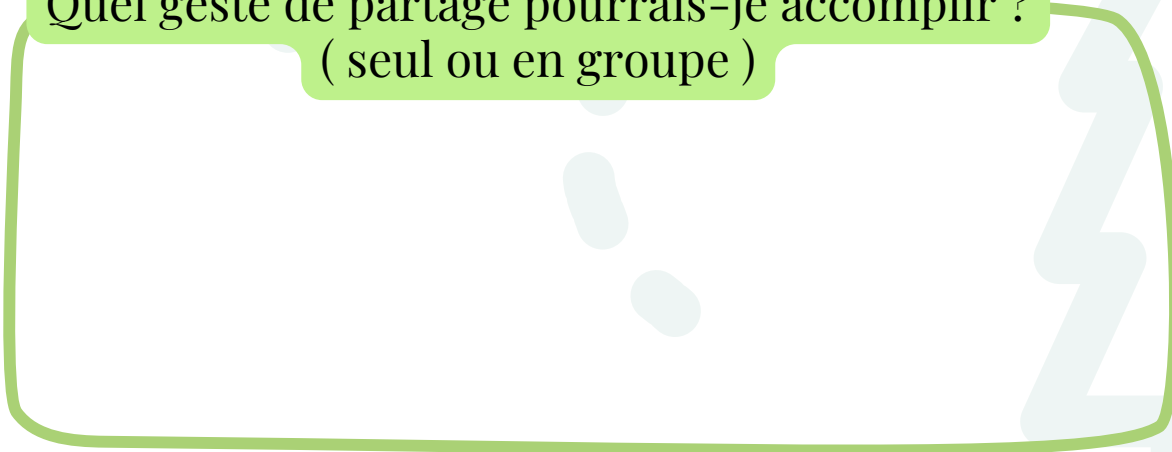 Quel geste de partage pourrais-je accomplir ?
( seul ou en groupe )